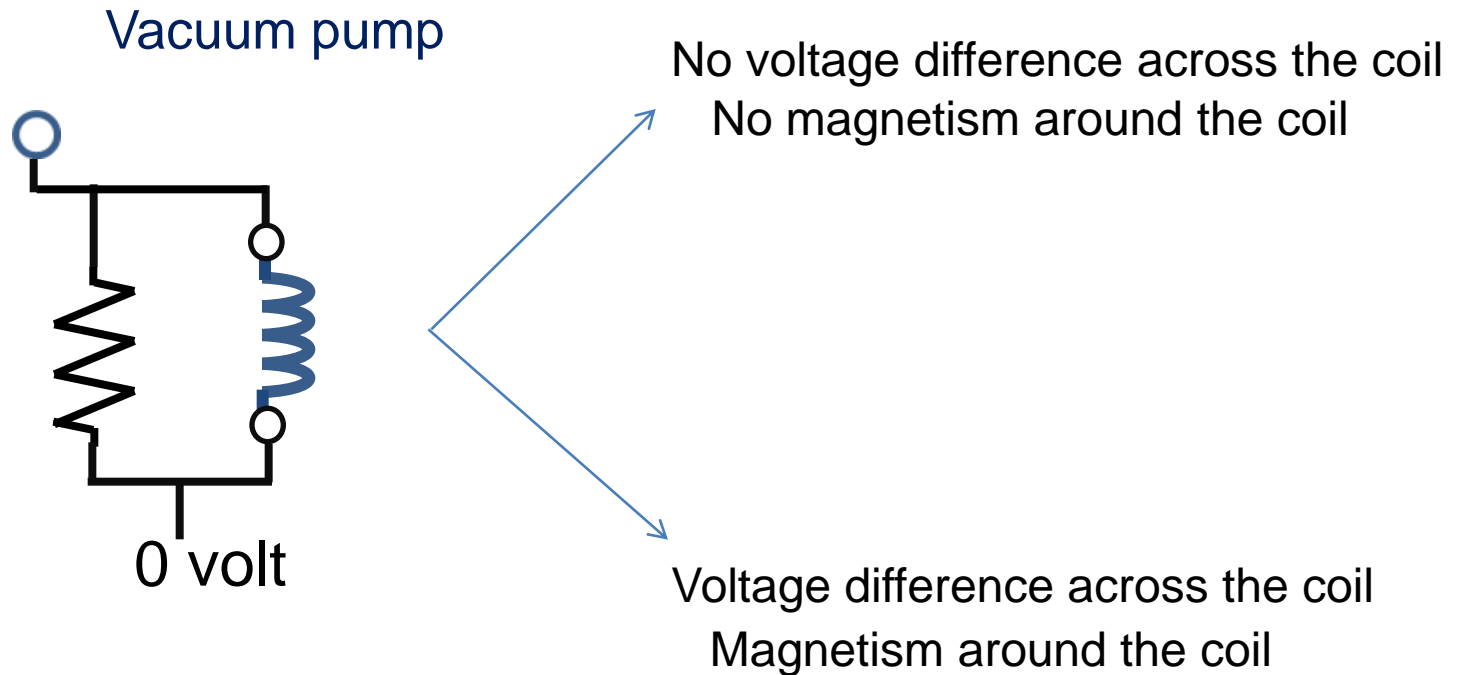 Vacuum pump
No voltage difference across the coil
No magnetism around the coil
0 volt
Voltage difference across the coil
Magnetism around the coil